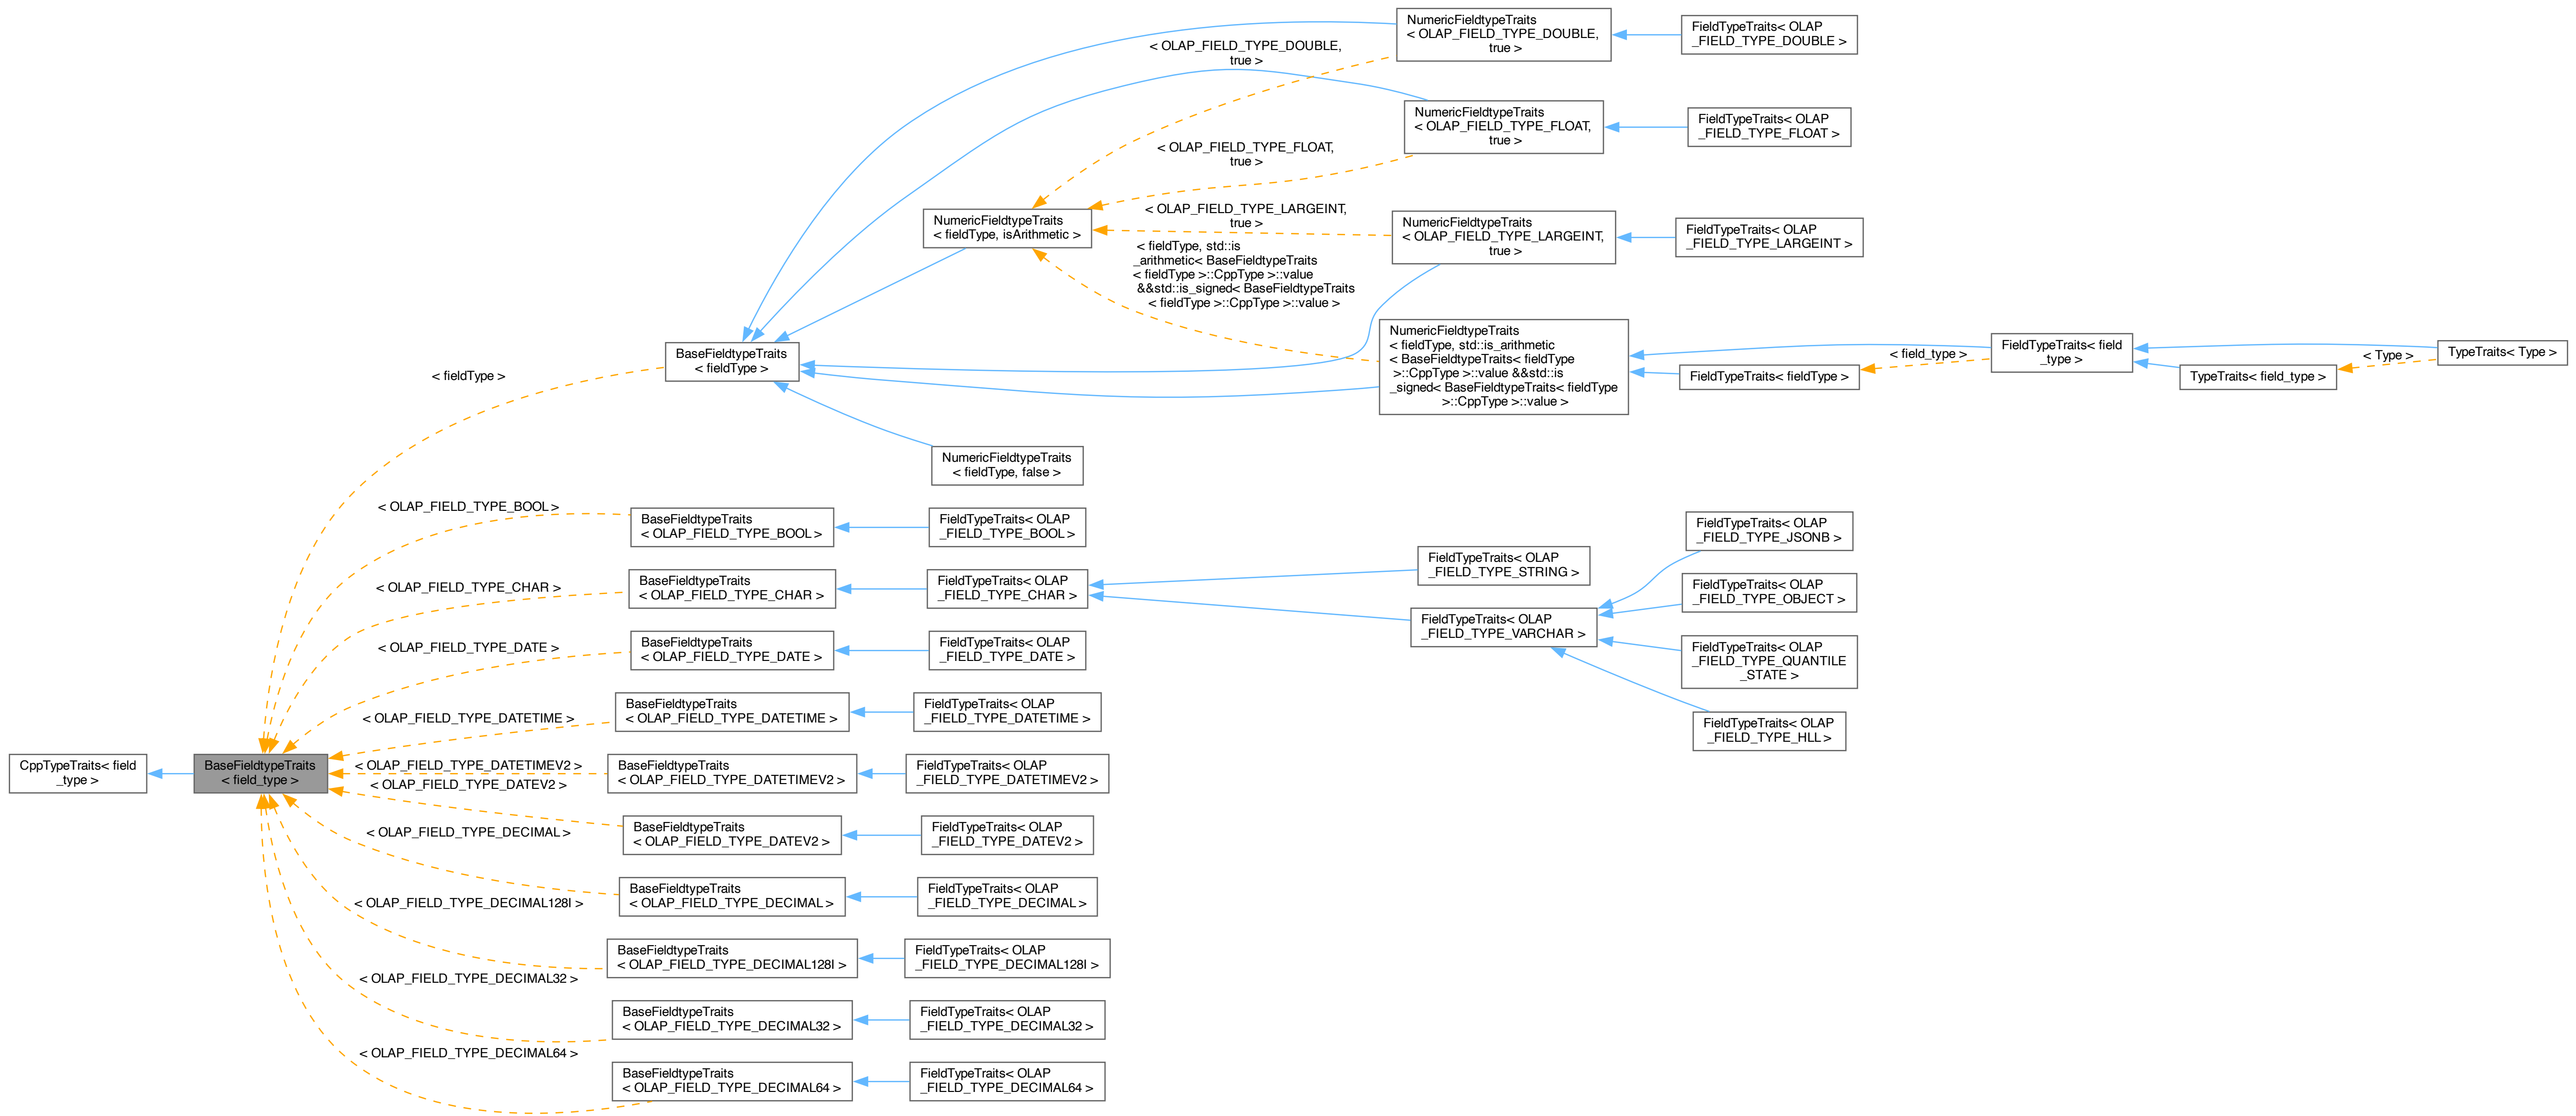 NumericFieldtypeTraits
< OLAP_FIELD_TYPE_DOUBLE,
true >
FieldTypeTraits< OLAP
_FIELD_TYPE_DOUBLE >
< OLAP_FIELD_TYPE_DOUBLE,
true >
NumericFieldtypeTraits
< OLAP_FIELD_TYPE_FLOAT,
true >
FieldTypeTraits< OLAP
_FIELD_TYPE_FLOAT >
< OLAP_FIELD_TYPE_FLOAT,
true >
NumericFieldtypeTraits
< fieldType, isArithmetic >
< OLAP_FIELD_TYPE_LARGEINT,
true >
NumericFieldtypeTraits
< OLAP_FIELD_TYPE_LARGEINT,
true >
FieldTypeTraits< OLAP
_FIELD_TYPE_LARGEINT >
< fieldType, std::is
_arithmetic< BaseFieldtypeTraits
< fieldType >::CppType >::value
&&std::is_signed< BaseFieldtypeTraits
< fieldType >::CppType >::value >
BaseFieldtypeTraits
< fieldType >
< fieldType >
NumericFieldtypeTraits
< fieldType, std::is_arithmetic
< BaseFieldtypeTraits< fieldType
>::CppType >::value &&std::is
_signed< BaseFieldtypeTraits< fieldType
>::CppType >::value >
FieldTypeTraits< fieldType >
< field_type >
FieldTypeTraits< field
_type >
TypeTraits< field_type >
< Type >
TypeTraits< Type >
NumericFieldtypeTraits
< fieldType, false >
< OLAP_FIELD_TYPE_BOOL >
BaseFieldtypeTraits
< OLAP_FIELD_TYPE_BOOL >
FieldTypeTraits< OLAP
_FIELD_TYPE_BOOL >
< OLAP_FIELD_TYPE_CHAR >
BaseFieldtypeTraits
< OLAP_FIELD_TYPE_CHAR >
FieldTypeTraits< OLAP
_FIELD_TYPE_CHAR >
FieldTypeTraits< OLAP
_FIELD_TYPE_STRING >
FieldTypeTraits< OLAP
_FIELD_TYPE_VARCHAR >
FieldTypeTraits< OLAP
_FIELD_TYPE_JSONB >
FieldTypeTraits< OLAP
_FIELD_TYPE_OBJECT >
FieldTypeTraits< OLAP
_FIELD_TYPE_QUANTILE
_STATE >
FieldTypeTraits< OLAP
_FIELD_TYPE_HLL >
< OLAP_FIELD_TYPE_DATE >
BaseFieldtypeTraits
< OLAP_FIELD_TYPE_DATE >
FieldTypeTraits< OLAP
_FIELD_TYPE_DATE >
< OLAP_FIELD_TYPE_DATETIME >
BaseFieldtypeTraits
< OLAP_FIELD_TYPE_DATETIME >
FieldTypeTraits< OLAP
_FIELD_TYPE_DATETIME >
CppTypeTraits< field
_type >
BaseFieldtypeTraits
< field_type >
< OLAP_FIELD_TYPE_DATETIMEV2 >
BaseFieldtypeTraits
< OLAP_FIELD_TYPE_DATETIMEV2 >
FieldTypeTraits< OLAP
_FIELD_TYPE_DATETIMEV2 >
< OLAP_FIELD_TYPE_DATEV2 >
BaseFieldtypeTraits
< OLAP_FIELD_TYPE_DATEV2 >
FieldTypeTraits< OLAP
_FIELD_TYPE_DATEV2 >
< OLAP_FIELD_TYPE_DECIMAL >
BaseFieldtypeTraits
< OLAP_FIELD_TYPE_DECIMAL >
FieldTypeTraits< OLAP
_FIELD_TYPE_DECIMAL >
< OLAP_FIELD_TYPE_DECIMAL128I >
BaseFieldtypeTraits
< OLAP_FIELD_TYPE_DECIMAL128I >
FieldTypeTraits< OLAP
_FIELD_TYPE_DECIMAL128I >
< OLAP_FIELD_TYPE_DECIMAL32 >
BaseFieldtypeTraits
< OLAP_FIELD_TYPE_DECIMAL32 >
FieldTypeTraits< OLAP
_FIELD_TYPE_DECIMAL32 >
< OLAP_FIELD_TYPE_DECIMAL64 >
BaseFieldtypeTraits
< OLAP_FIELD_TYPE_DECIMAL64 >
FieldTypeTraits< OLAP
_FIELD_TYPE_DECIMAL64 >